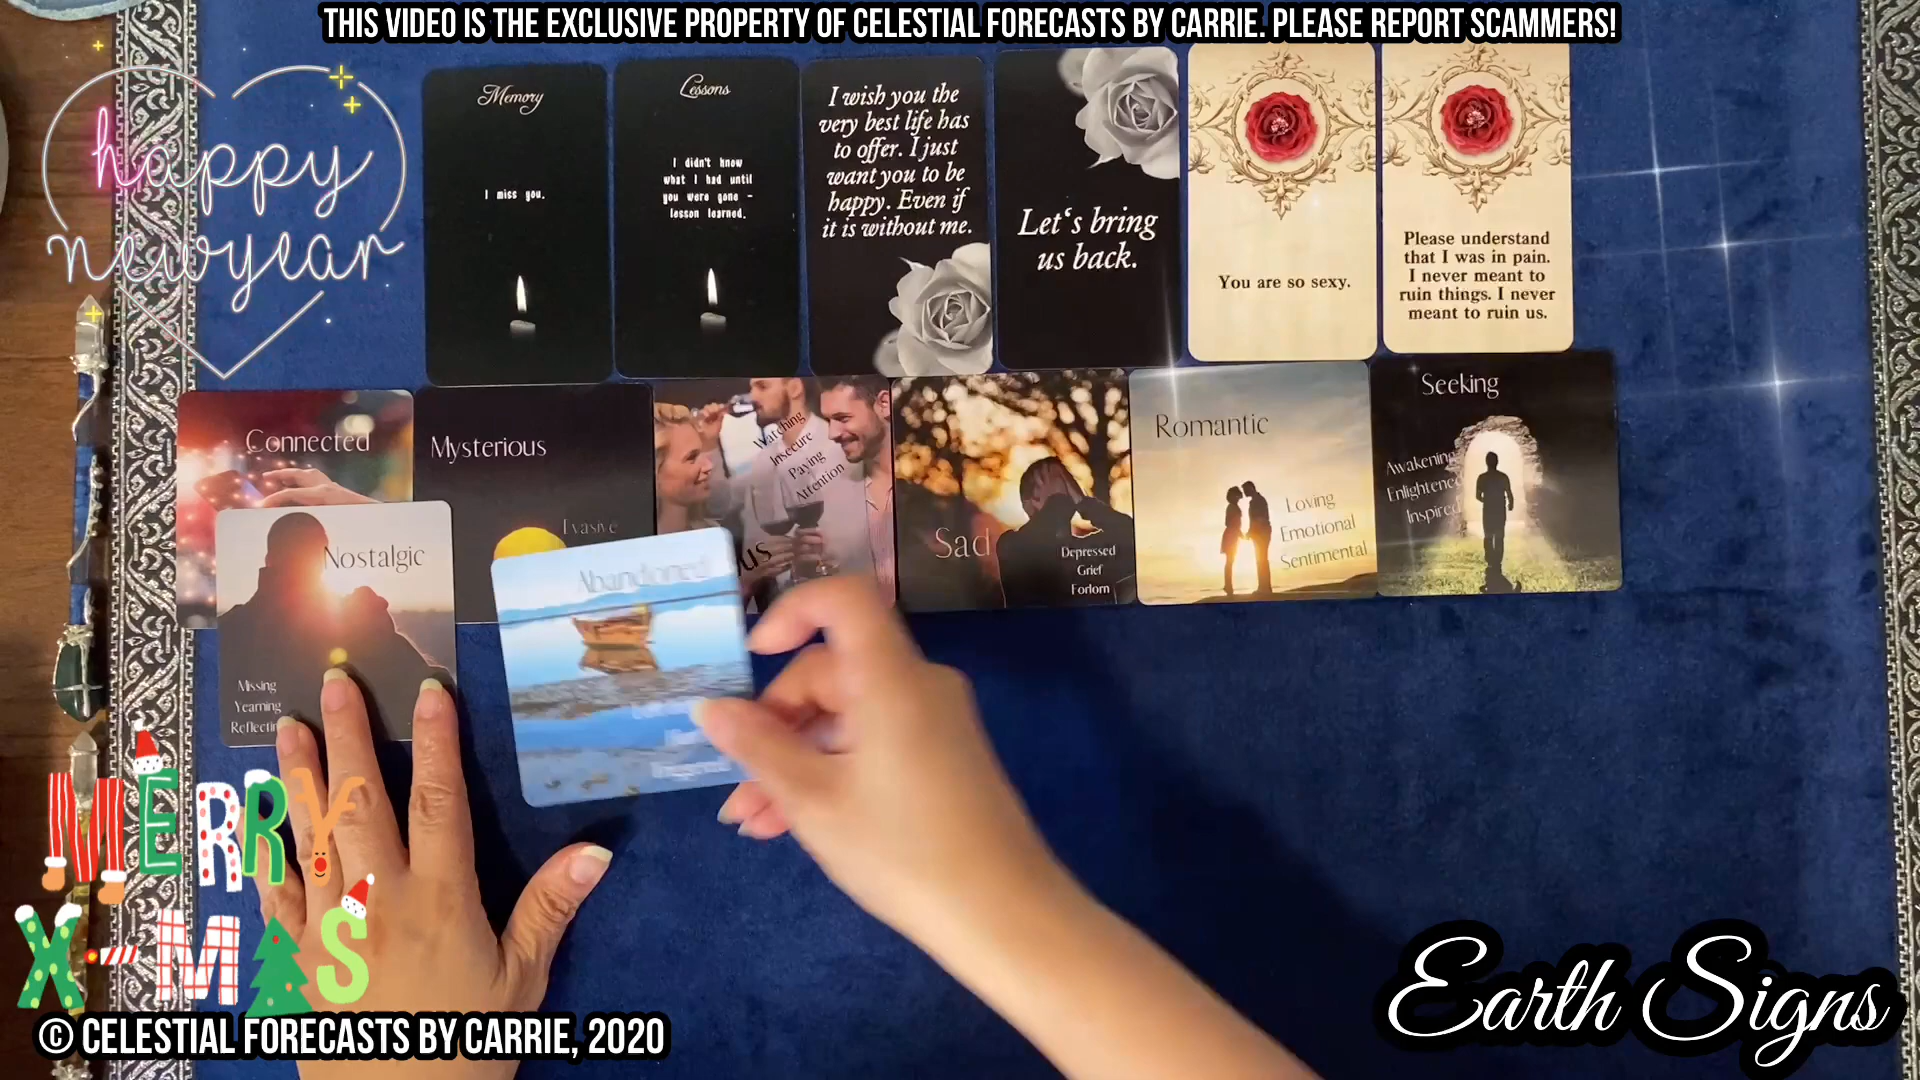 THIS VIDEO IS THE EXCLUSIVE PROPERTY OF CELESTIAL FORECASTS BY CARRIE. PLEASE REPORT SCAMMERS!
happy
newyear
Memory
I miss you.
Lessons
I didn't know
what I had until
you were gone -
lesson learned.
I wish you the
very best life has
to offer. I just
want you to be
happy. Even if
it is without me.
Let's bring
us back.
You are so sexy.
Please understand
that I was in pain.
I never meant to
ruin things. I never
meant to ruin us.
Connected
Mysterious
Evasive
Watching
Insecure
Paying
Attention
Sad
Depressed
Grief
Forlorn
Romantic
Loving
Emotional
Sentimental
Seeking
Awakening
Enlightened
Inspired
Nostalgic
Missing
Yearning
Abandoned
MERRY
X-MAS
© CELESTIAL FORECASTS BY CARRIE, 2020
Earth Signs